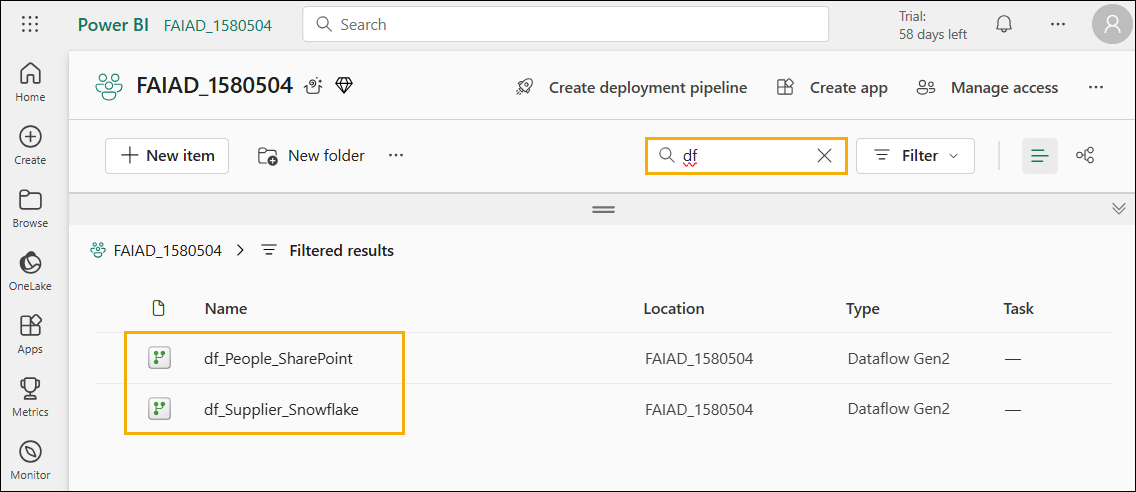 Power BI FAIAD_1580504
Search
Trial:
58 days left
Home
Create
Browse
OneLake
Apps
Metrics
Monitor
FAIAD_1580504
Create deployment pipeline
Create app
Manage access
New item
New folder
df
Filter
FAIAD_1580504 > Filtered results
Name Location Type Task
df_People_SharePoint FAIAD_1580504 Dataflow Gen2 —
df_Supplier_Snowflake FAIAD_1580504 Dataflow Gen2 —